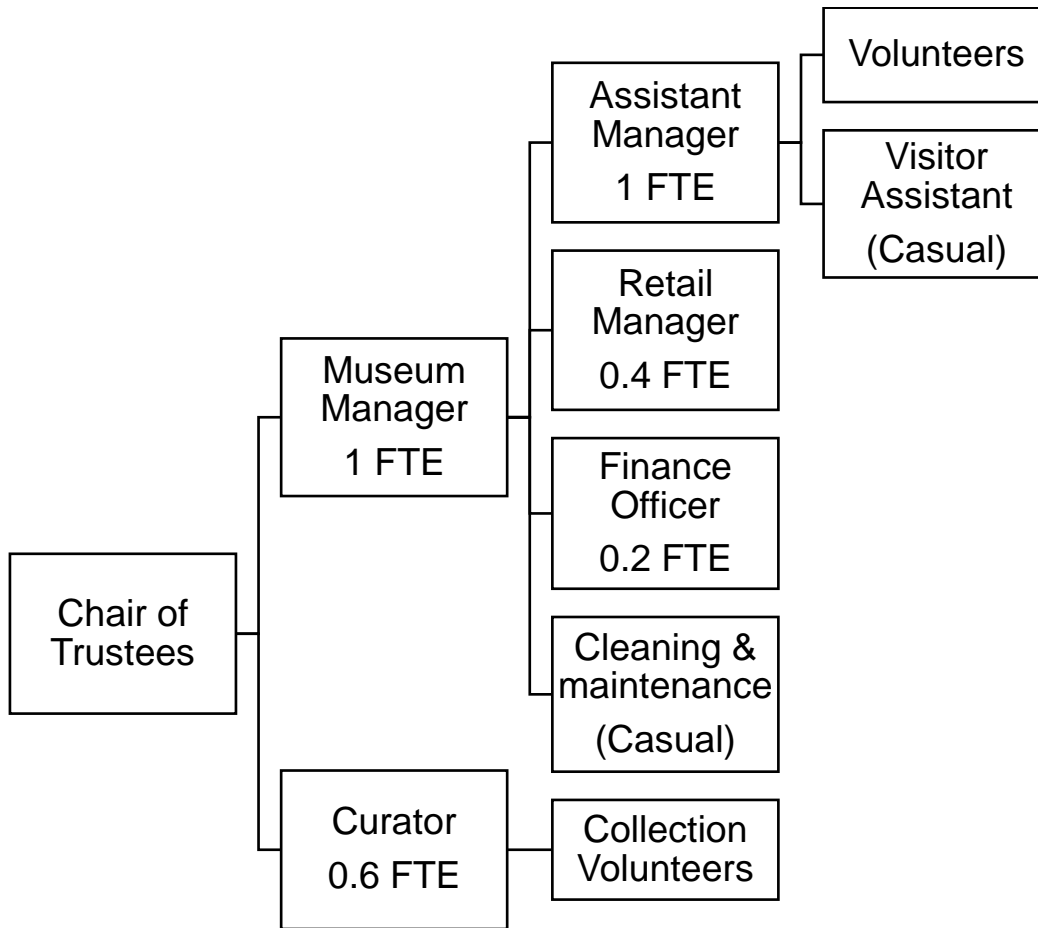 Chair of
Trustees
Museum
Manager
1 FTE
Assistant
Manager
1 FTE
Volunteers
Visitor
Assistant
(Casual)
Retail
Manager
0.4 FTE
Finance
Officer
0.2 FTE
Cleaning &
maintenance
(Casual)
Curator
0.6 FTE
Collection
Volunteers